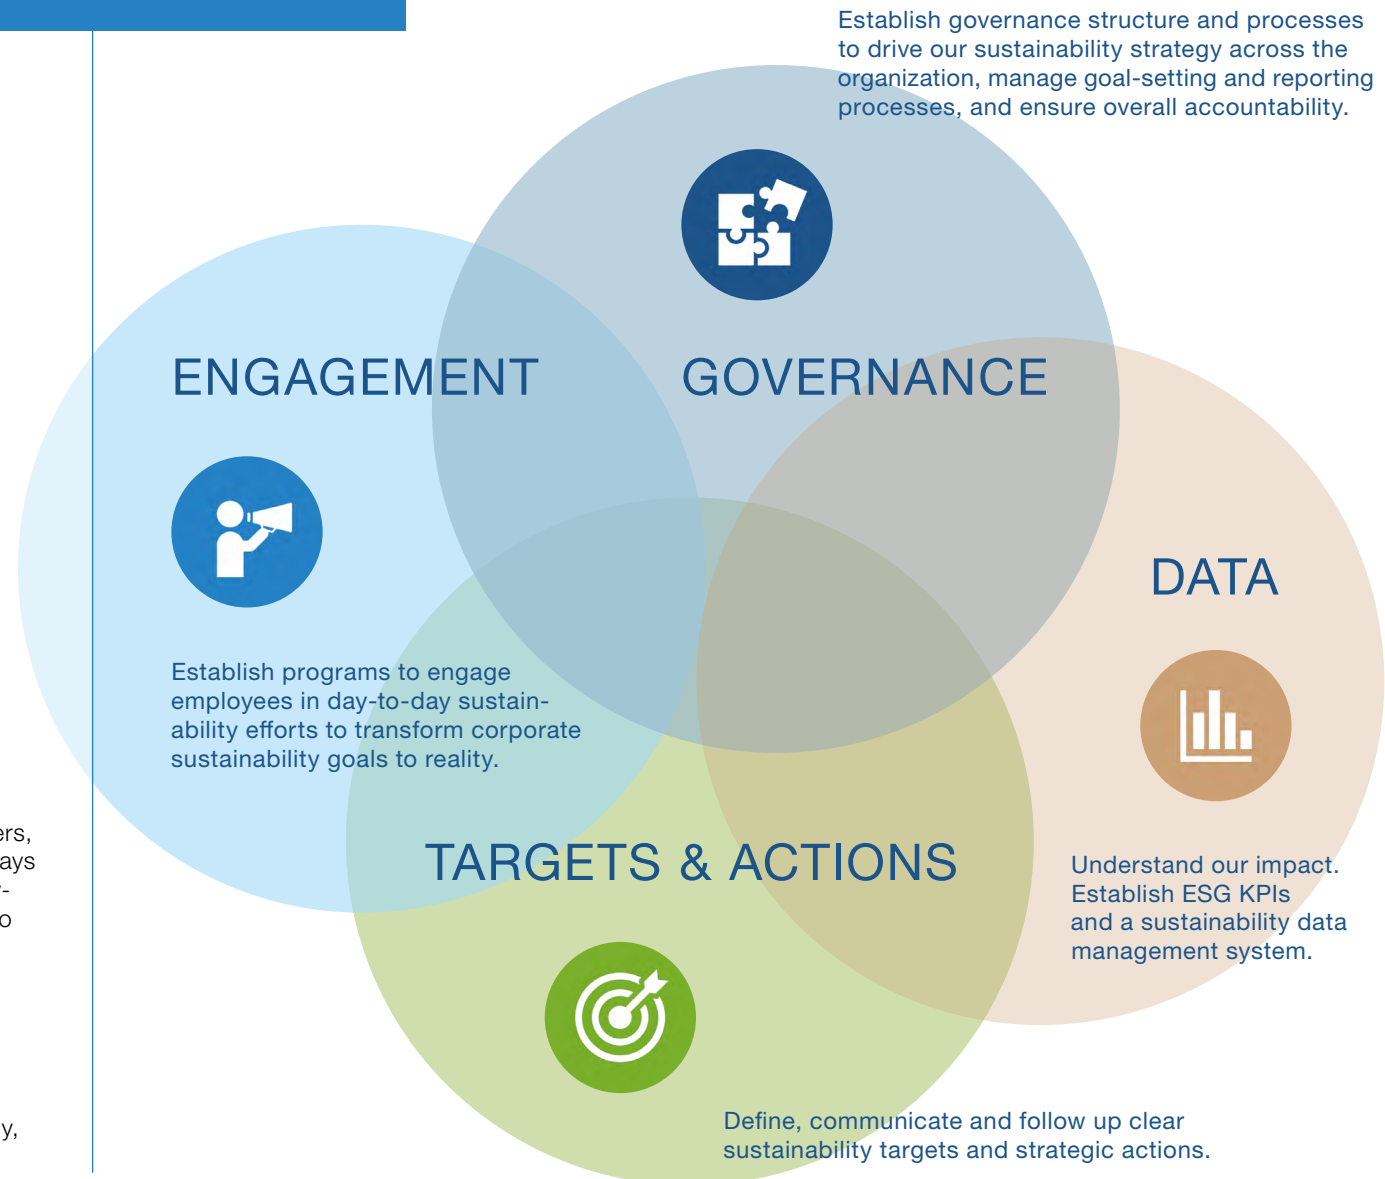 Establish governance structure and processes
to drive our sustainability strategy across the
organization, manage goal-setting and reporting
processes, and ensure overall accountability.
ENGAGEMENT
GOVERNANCE
DATA
Establish programs to engage
employees in day-to-day sustain-
ability efforts to transform corporate
sustainability goals to reality.
TARGETS & ACTIONS
Understand our impact.
Establish ESG KPIs
and a sustainability data
management system.
Define, communicate and follow up clear
sustainability targets and strategic actions.